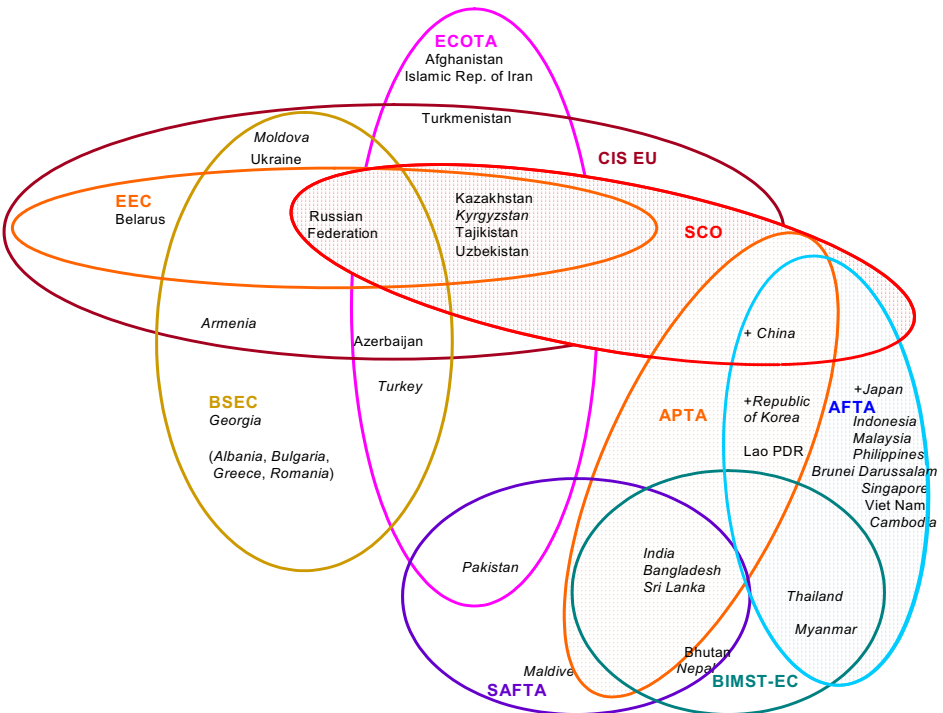 ECOTA
Afghanistan
Islamic Rep. of Iran
Turkmenistan
Moldova
Ukraine
CIS EU
EEC
Belarus
Russian
Federation
Kazakhstan
Kyrgyzstan
Tajikistan
Uzbekistan
SCO
Armenia
Azerbaijan
+ China
Turkey
BSEC
Georgia
(Albania, Bulgaria,
Greece, Romania)
APTA
+Republic
of Korea
Lao PDR
+Japan
AFTA
Indonesia
Malaysia
Philippines
Brunei Darussalam
Singapore
Viet Nam
Cambodia
Pakistan
India
Bangladesh
Sri Lanka
Thailand
Myanmar
Bhutan
Nepal
Maldive
SAFTA
BIMST-EC